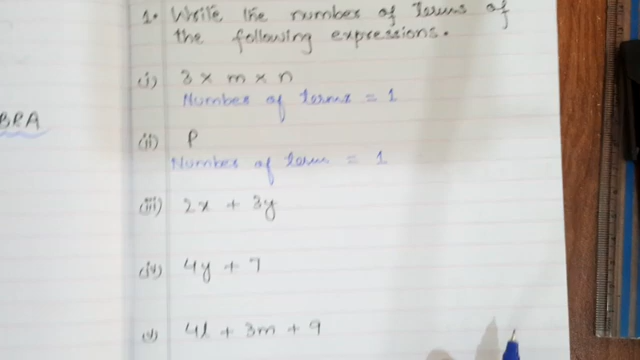 1. Write the number of terms of
the following expressions.
(i) 3 × m × n
Number of terms = 1
BRA
(ii) P
Number of term = 1
(iii) 2x + 3y
(iv) 4y + 7
(v) 4l + 3m + 9